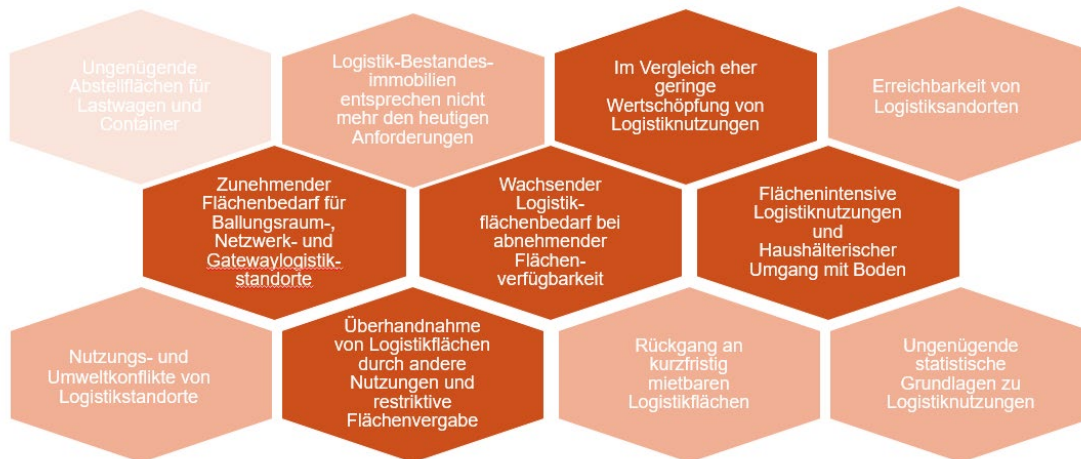 Ungenügende
Abstellflächen für
Lastwagen und
Container
Logistik-Bestandes-
immobilien
entsprechen nicht
mehr den heutigen
Anforderungen
Im Vergleich eher
geringe
Wertschöpfung von
Logistiknutzungen
Erreichbarkeit von
Logistiksandorten
Zunehmender
Flächenbedarf für
Ballungsraum-,
Netzwerk- und
Gatewaylogistik-
standorte
Wachsender
Logistik-
flächenbedarf bei
abnehmender
Flächen-
verfügbarkeit
Flächenintensive
Logistiknutzungen
und
Haushälterischer
Umgang mit Boden
Nutzungs- und
Umweltkonflikte von
Logistikstandorte
Überhandnahme
von Logistikflächen
durch andere
Nutzungen und
restriktive
Flächenvergabe
Rückgang an
kurzfristig
mietbaren
Logistikflächen
Ungenügende
statistische
Grundlagen zu
Logistiknutzungen